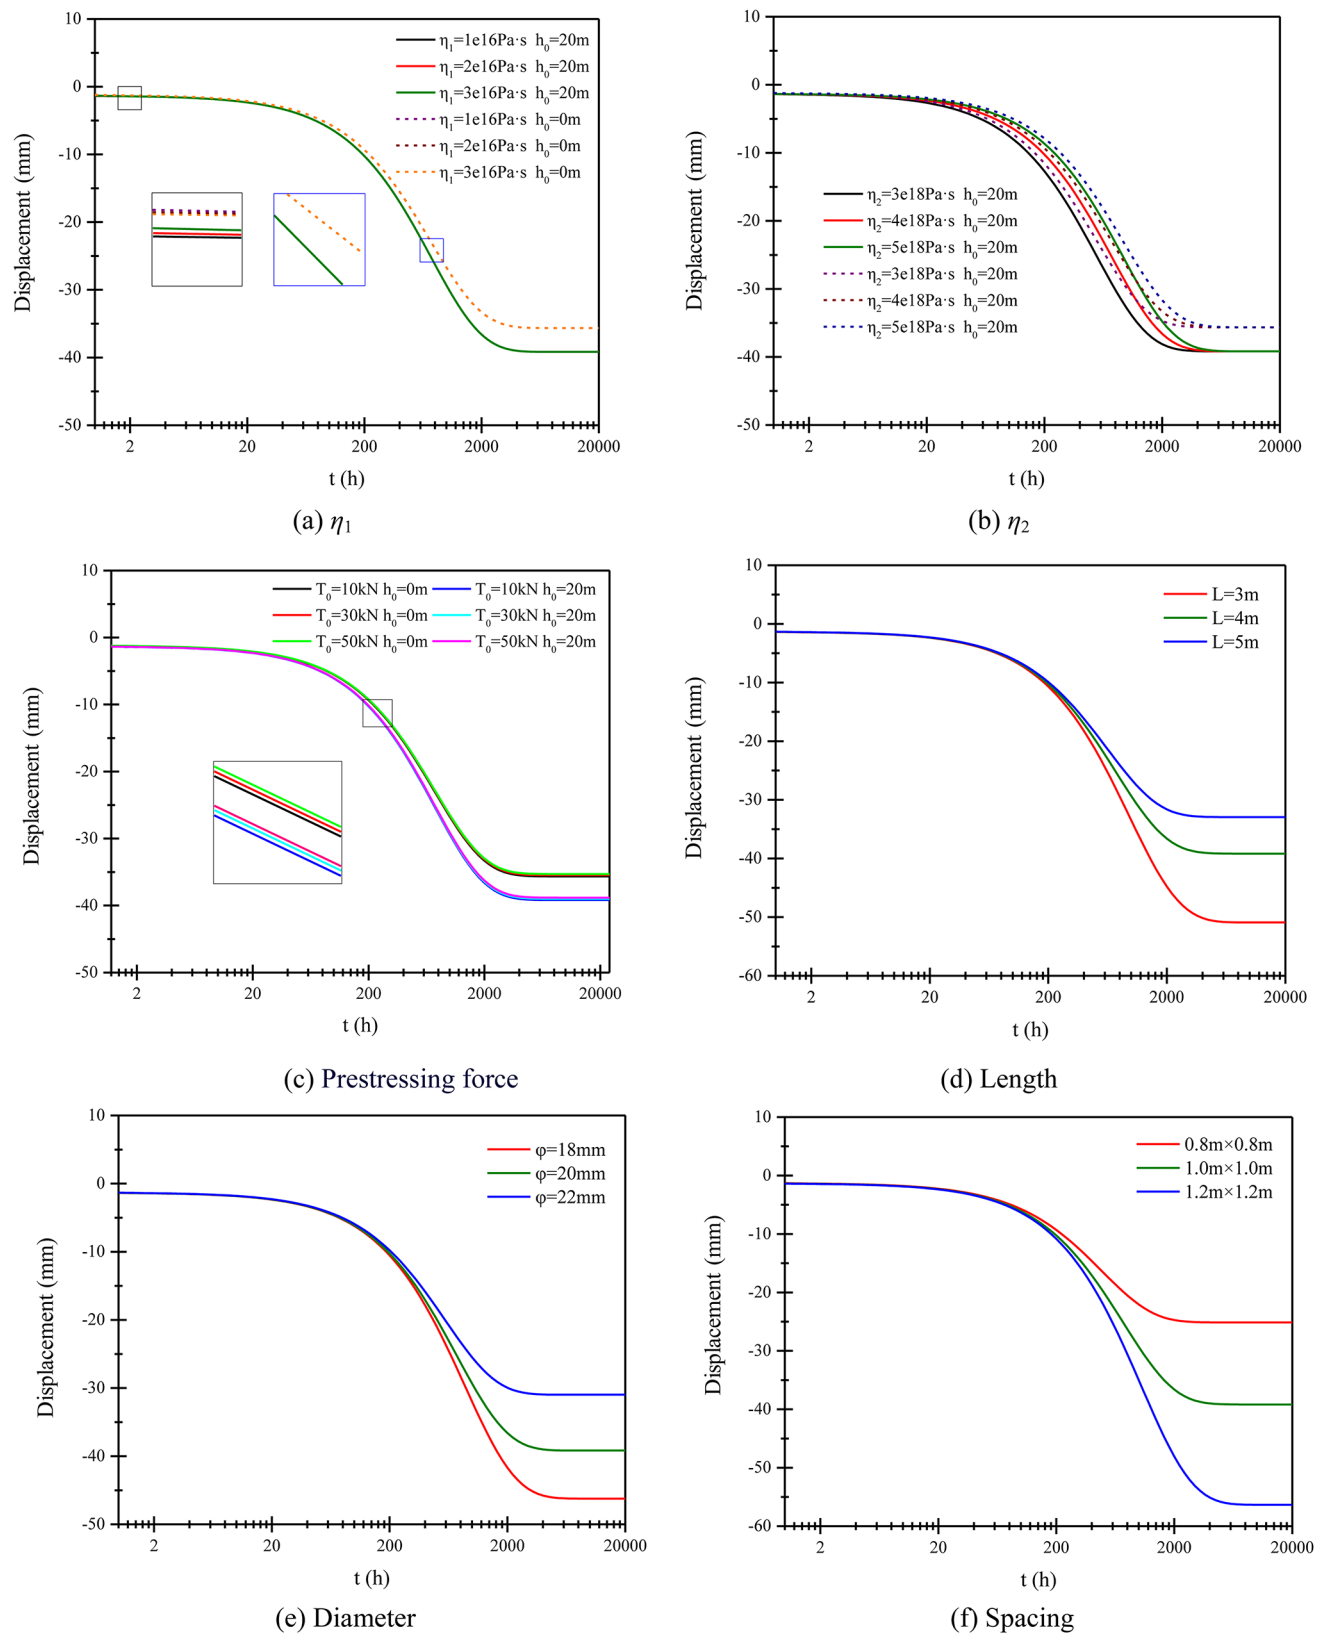 10
0
-10
-20
-30
-40
-50
2
20
200
2000
20000
Displacement (mm)
t (h)
η₁=1e16Pa·s h₀=20m
η₁=2e16Pa·s h₀=20m
η₁=3e16Pa·s h₀=20m
η₁=1e16Pa·s h₀=0m
η₁=2e16Pa·s h₀=0m
η₁=3e16Pa·s h₀=0m
(a) η₁
10
0
-10
-20
-30
-40
-50
2
20
200
2000
20000
Displacement (mm)
t (h)
η₂=3e18Pa·s h₀=20m
η₂=4e18Pa·s h₀=20m
η₂=5e18Pa·s h₀=20m
η₂=3e18Pa·s h₀=20m
η₂=4e18Pa·s h₀=20m
η₂=5e18Pa·s h₀=20m
(b) η₂
10
0
-10
-20
-30
-40
-50
2
20
200
2000
20000
Displacement (mm)
t (h)
T₀=10kN h₀=0m T₀=10kN h₀=20m
T₀=30kN h₀=0m T₀=30kN h₀=20m
T₀=50kN h₀=0m T₀=50kN h₀=20m
(c) Prestressing force
10
0
-10
-20
-30
-40
-50
-60
2
20
200
2000
20000
Displacement (mm)
t (h)
L=3m
L=4m
L=5m
(d) Length
10
0
-10
-20
-30
-40
-50
2
20
200
2000
20000
Displacement (mm)
t (h)
φ=18mm
φ=20mm
φ=22mm
(e) Diameter
10
0
-10
-20
-30
-40
-50
-60
2
20
200
2000
20000
Displacement (mm)
t (h)
0.8m×0.8m
1.0m×1.0m
1.2m×1.2m
(f) Spacing